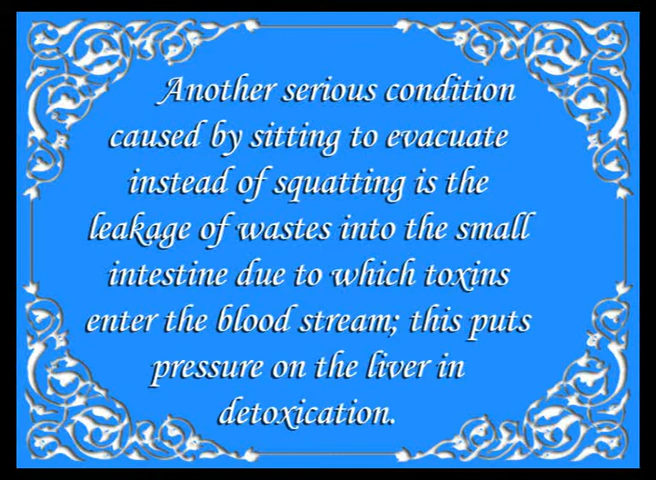 Another serious condition
caused by sitting to evacuate
instead of squatting is the
leakage of wastes into the small
intestine due to which toxins
enter the blood stream; this puts
pressure on the liver in
detoxication.